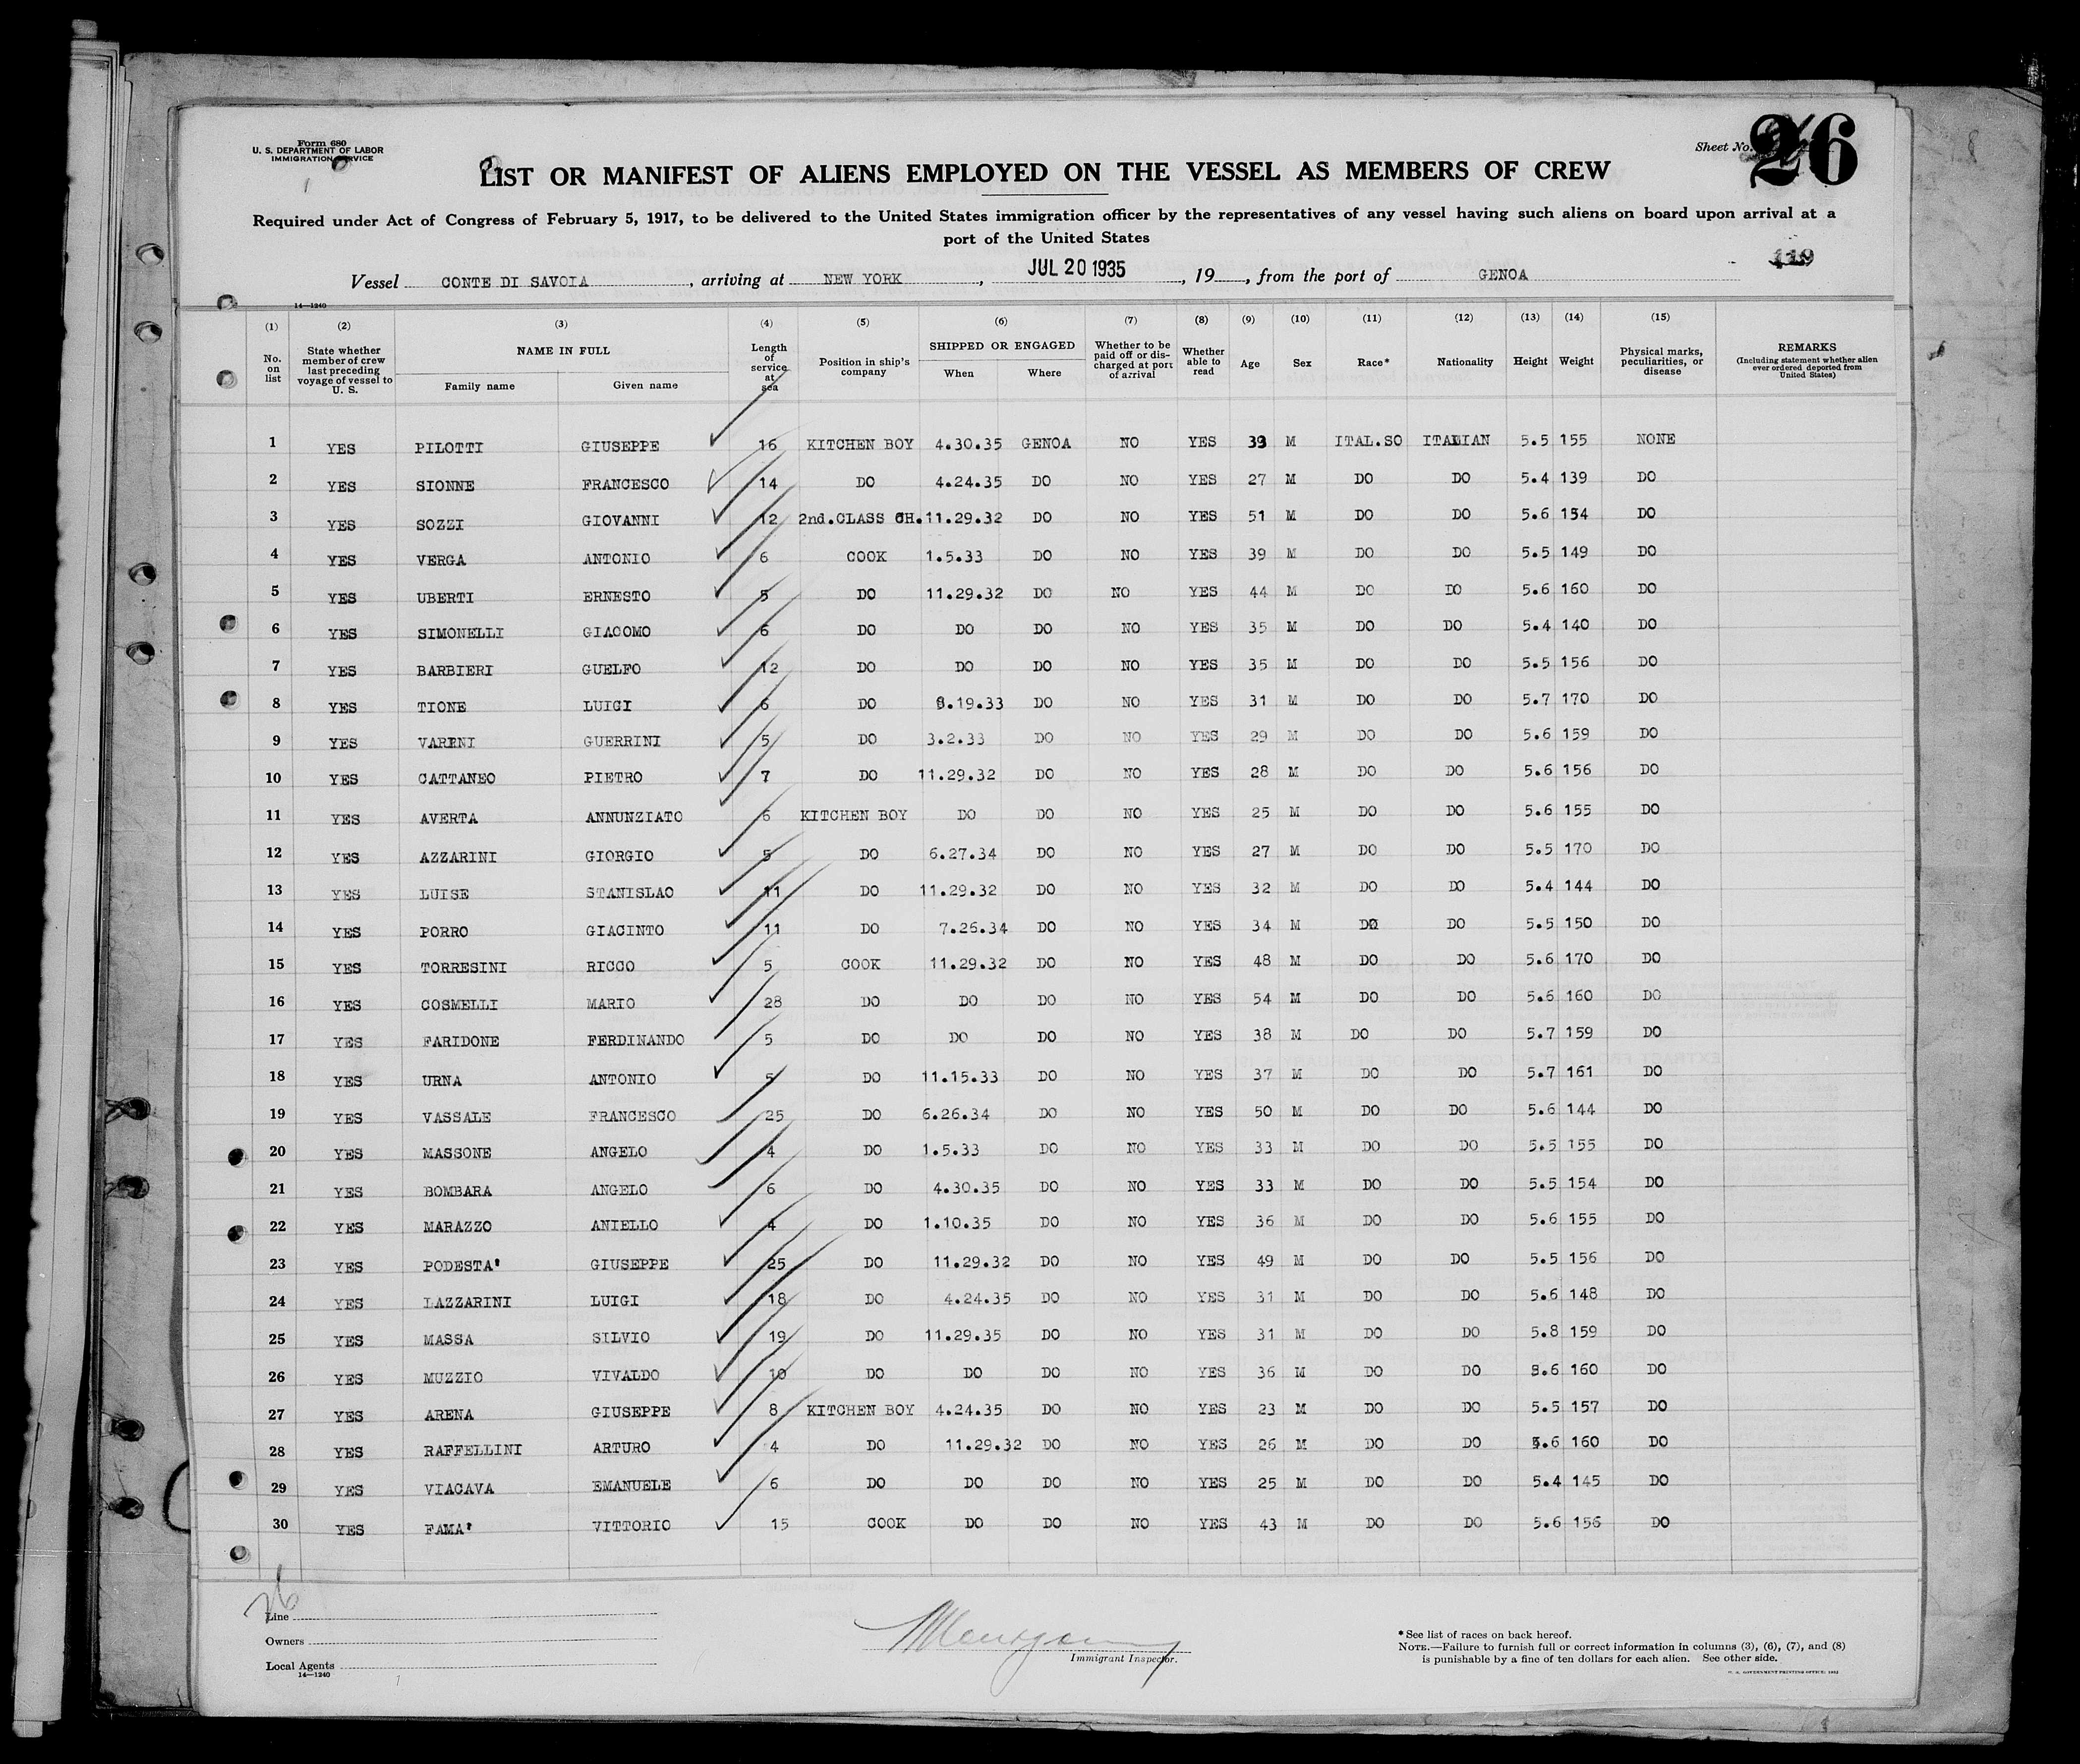 Form 680
U. S. DEPARTMENT OF LABOR
IMMIGRATION SERVICE
Sheet No. 26
LIST OR MANIFEST OF ALIENS EMPLOYED ON THE VESSEL AS MEMBERS OF CREW
Required under Act of Congress of February 5, 1917, to be delivered to the United States immigration officer by the representatives of any vessel having such aliens on board upon arrival at a
port of the United States
119
Vessel CONTE DI SAVOIA, arriving at NEW YORK, JUL 20 1935, 19, from the port of GENOA
14—1240
(1) (2) (3) (4) (5) (6) (7) (8) (9) (10) (11) (12) (13) (14) (15)
No. on list
State whether member of crew last preceding voyage of vessel to U. S.
NAME IN FULL
Family name
Given name
Length of service at sea
Position in ship's company
SHIPPED OR ENGAGED
When
Where
Whether to be paid off or discharged at port of arrival
Whether able to read
Age
Sex
Race*
Nationality
Height
Weight
Physical marks, peculiarities, or disease
REMARKS
(Including statement whether alien ever ordered deported from United States)
1 YES PILOTTI GIUSEPPE 16 KITCHEN BOY 4.30.35 GENOA NO YES 33 M ITAL.SO ITALIAN 5.5 155 NONE
2 YES SIONNE FRANCESCO 14 DO 4.24.35 DO NO YES 27 M DO DO 5.4 139 DO
3 YES SOZZI GIOVANNI 12 2nd.CLASS CH. 11.29.32 DO NO YES 51 M DO DO 5.6 154 DO
4 YES VERGA ANTONIO 6 COOK 1.5.33 DO NO YES 39 M DO DO 5.5 149 DO
5 YES UBERTI ERNESTO 5 DO 11.29.32 DO NO YES 44 M DO DO 5.6 160 DO
6 YES SIMONELLI GIACOMO 6 DO DO DO NO YES 35 M DO DO 5.4 140 DO
7 YES BARBIERI GUELFO 12 DO DO DO NO YES 35 M DO DO 5.5 156 DO
8 YES TIONE LUIGI 6 DO 8.19.33 DO NO YES 31 M DO DO 5.7 170 DO
9 YES VARENI GUERRINI 5 DO 3.2.33 DO NO YES 29 M DO DO 5.6 159 DO
10 YES CATTANEO PIETRO 7 DO 11.29.32 DO NO YES 28 M DO DO 5.6 156 DO
11 YES AVERTA ANNUNZIATO 6 KITCHEN BOY DO DO NO YES 25 M DO DO 5.6 155 DO
12 YES AZZARINI GIORGIO 5 DO 6.27.34 DO NO YES 27 M DO DO 5.5 170 DO
13 YES LUISE STANISLAO 11 DO 11.29.32 DO NO YES 32 M DO DO 5.4 144 DO
14 YES PORRO GIACINTO 11 DO 7.26.34 DO NO YES 34 M DO DO 5.5 150 DO
15 YES TORRESINI RICCO 5 COOK 11.29.32 DO NO YES 48 M DO DO 5.6 170 DO
16 YES COSMELLI MARIO 28 DO DO DO NO YES 54 M DO DO 5.6 160 DO
17 YES FARIDONE FERDINANDO 5 DO DO DO NO YES 38 M DO DO 5.7 159 DO
18 YES URNA ANTONIO 5 DO 11.15.33 DO NO YES 37 M DO DO 5.7 161 DO
19 YES VASSALE FRANCESCO 25 DO 6.26.34 DO NO YES 50 M DO DO 5.6 144 DO
20 YES MASSONE ANGELO 4 DO 1.5.33 DO NO YES 33 M DO DO 5.5 155 DO
21 YES BOMBARA ANGELO 6 DO 4.30.35 DO NO YES 33 M DO DO 5.5 154 DO
22 YES MARAZZO ANIELLO 4 DO 1.10.35 DO NO YES 36 M DO DO 5.6 155 DO
23 YES PODESTA' GIUSEPPE 25 DO 11.29.32 DO NO YES 49 M DO DO 5.5 156 DO
24 YES LAZZARINI LUIGI 18 DO 4.24.35 DO NO YES 31 M DO DO 5.6 148 DO
25 YES MASSA SILVIO 19 DO 11.29.35 DO NO YES 31 M DO DO 5.8 159 DO
26 YES MUZZIO VIVALDO 10 DO DO DO NO YES 36 M DO DO 5.6 160 DO
27 YES ARENA GIUSEPPE 8 KITCHEN BOY 4.24.35 DO NO YES 23 M DO DO 5.5 157 DO
28 YES RAFFELLINI ARTURO 4 DO 11.29.32 DO NO YES 26 M DO DO 5.6 160 DO
29 YES VIACAVA EMANUELE 6 DO DO DO NO YES 25 M DO DO 5.4 145 DO
30 YES FAMA' VITTORIO 15 COOK DO DO NO YES 43 M DO DO 5.6 156 DO
26
Line
Owners
Local Agents
14—1240
Immigrant Inspector.
*See list of races on back hereof.
NOTE.—Failure to furnish full or correct information in columns (3), (6), (7), and (8)
is punishable by a fine of ten dollars for each alien. See other side.